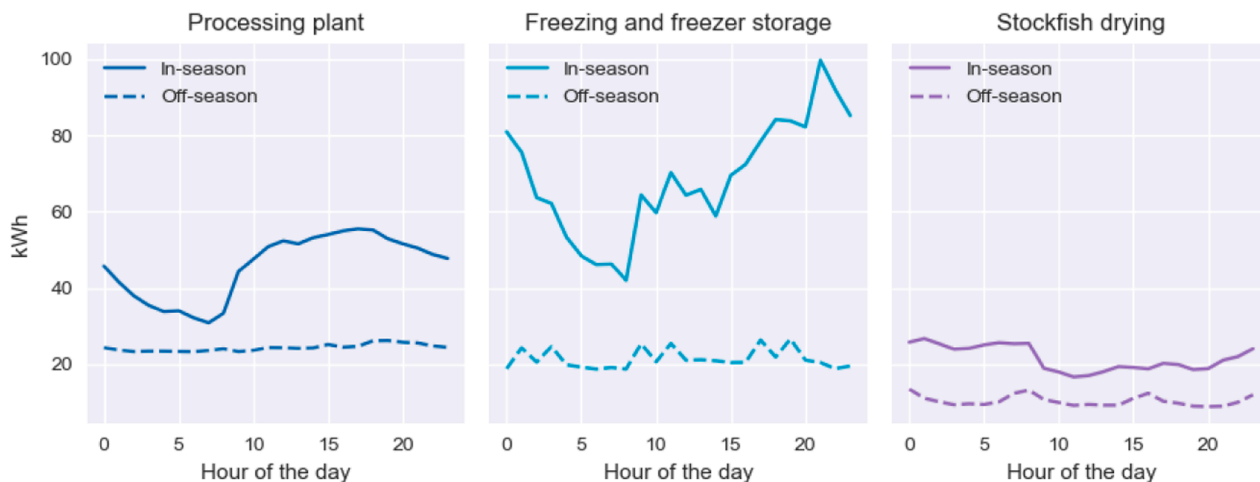 Processing plant
Freezing and freezer storage
Stockfish drying
In-season
Off-season
In-season
Off-season
In-season
Off-season
kWh
100
80
60
40
20
0 5 10 15 20
0 5 10 15 20
0 5 10 15 20
Hour of the day
Hour of the day
Hour of the day